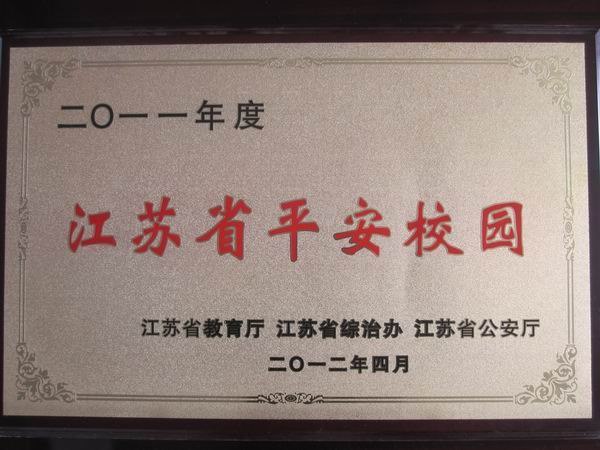 二〇一一年度
江苏省平安校园
江苏省教育厅 江苏省综治办 江苏省公安厅
二〇一二年四月